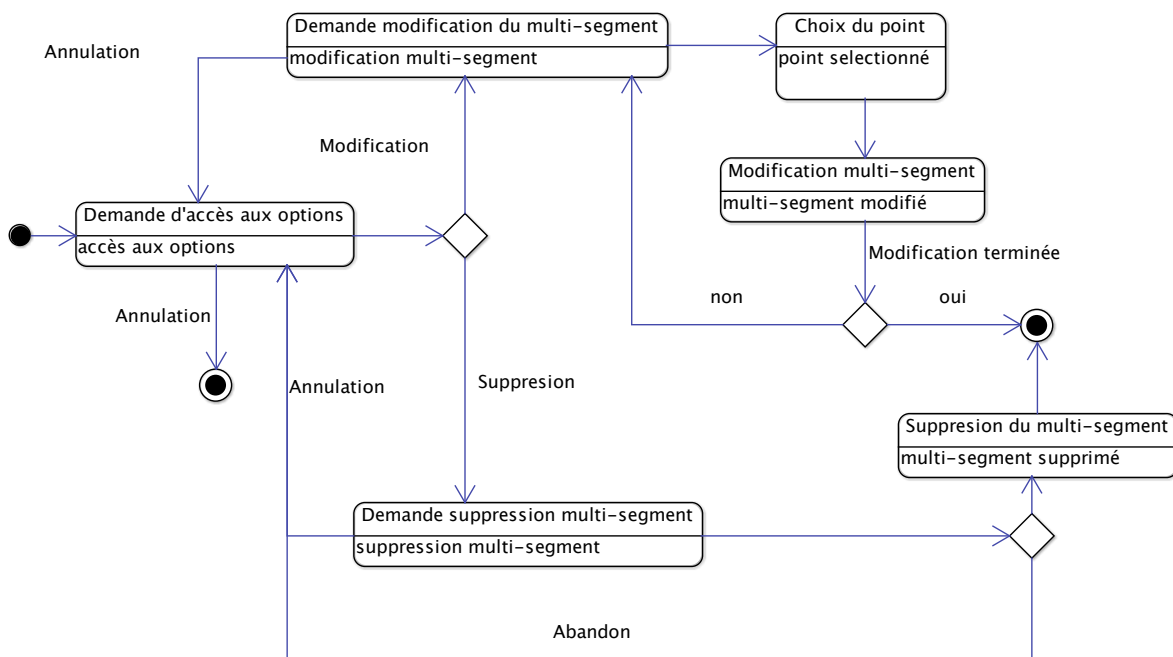 Demande modification du multi-segment
modification multi-segment
Choix du point
point selectionné
Annulation
Modification
Modification multi-segment
multi-segment modifié
Demande d'accès aux options
accès aux options
Modification terminée
non
oui
Annulation
Annulation
Suppresion
Suppresion du multi-segment
multi-segment supprimé
Demande suppression multi-segment
suppression multi-segment
Abandon